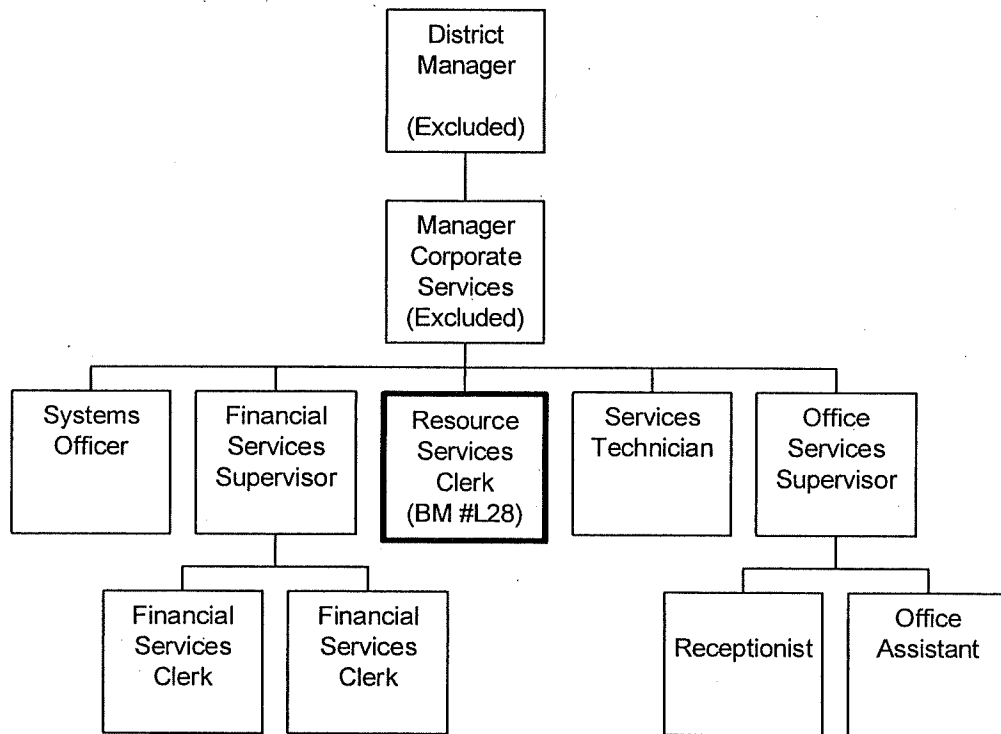 District
Manager
(Excluded)
Manager
Corporate
Services
(Excluded)
Systems
Officer
Financial
Services
Supervisor
Resource
Services
Clerk
(BM #L28)
Services
Technician
Office
Services
Supervisor
Financial
Services
Clerk
Financial
Services
Clerk
Receptionist
Office
Assistant